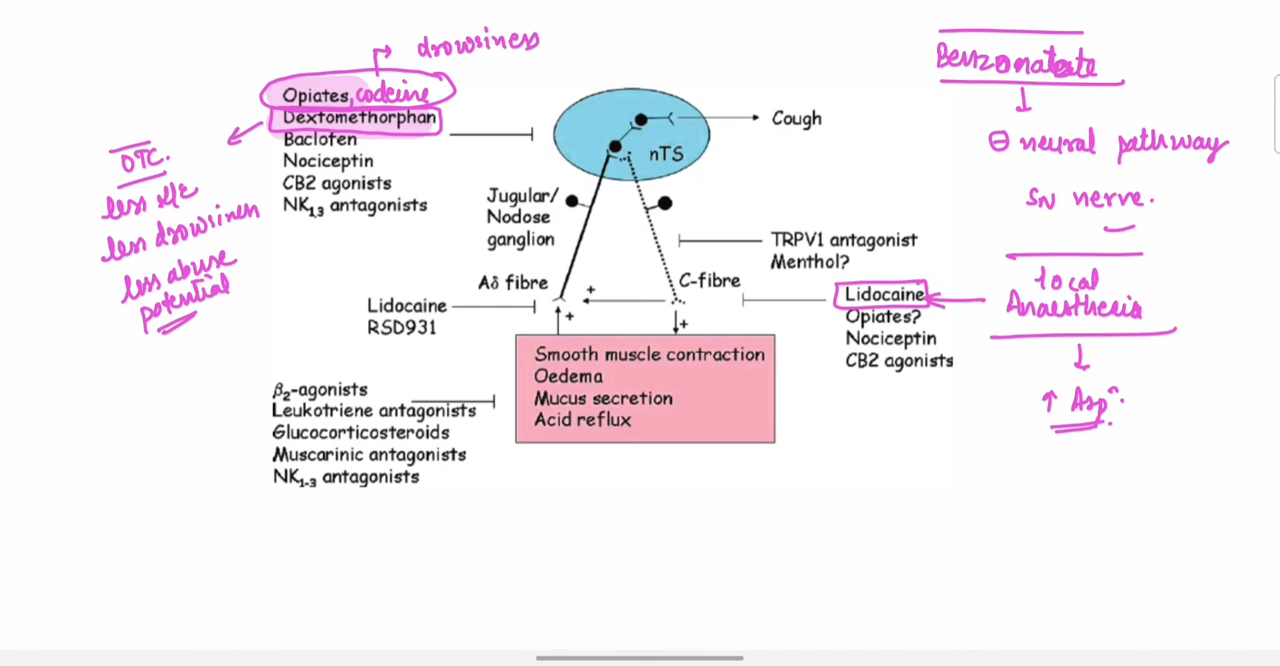 drowsiness
Opiates, codeine
Dextomethorphan
Baclofen
Nociceptin
CB2 agonists
NK1,3 antagonists
OTC.
less s/e
less drowsiness
less abuse
potential
nTS
Cough
Jugular/
Nodose
ganglion
Aδ fibre
C-fibre
TRPV1 antagonist
Menthol?
Lidocaine
RSD931
Lidocaine
Opiates?
Nociceptin
CB2 agonists
+
+
+
Smooth muscle contraction
Oedema
Mucus secretion
Acid reflux
β2-agonists
Leukotriene antagonists
Glucocorticosteroids
Muscarinic antagonists
NK1-3 antagonists
Benzonatate
⊖ neural pathway
SN nerve.
local
Anaesthesia
↑ Aspn.